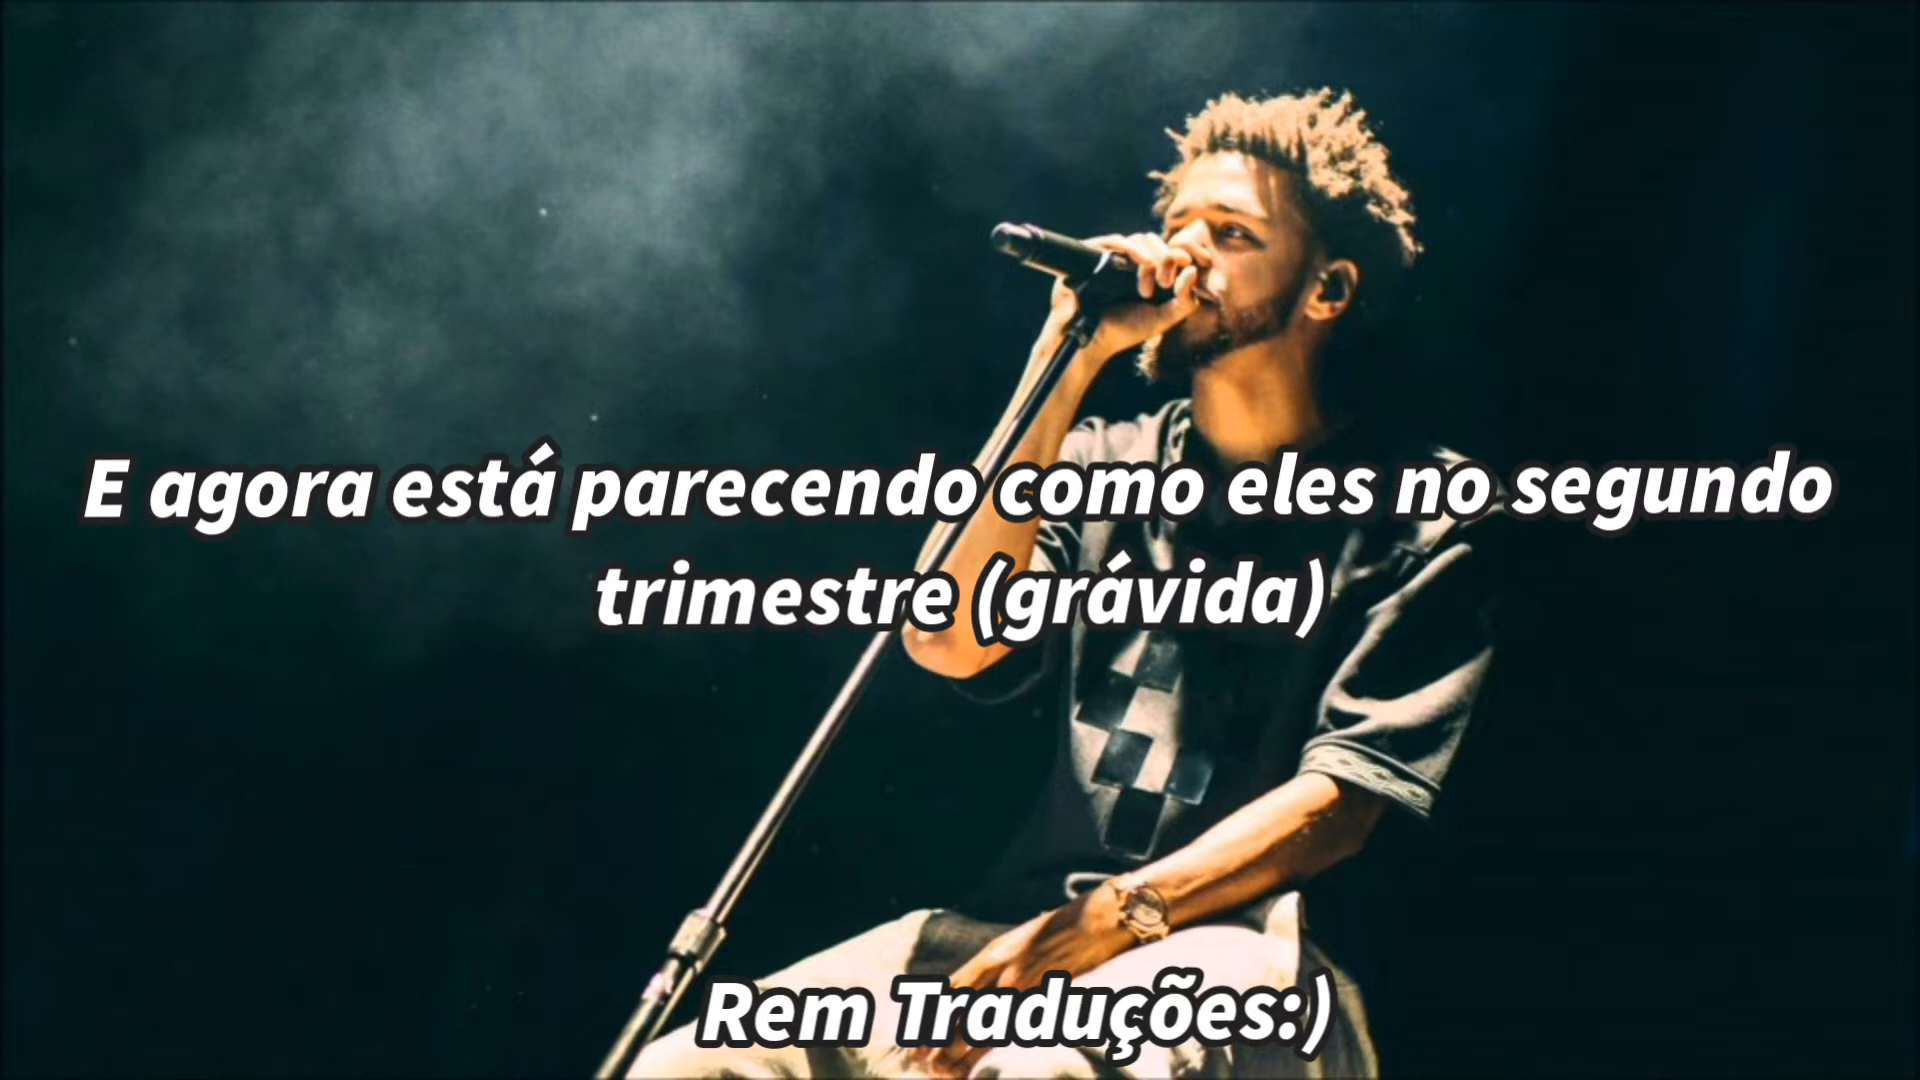 E agora está parecendo como eles no segundo
trimestre (grávida)
Rem Traduções:)